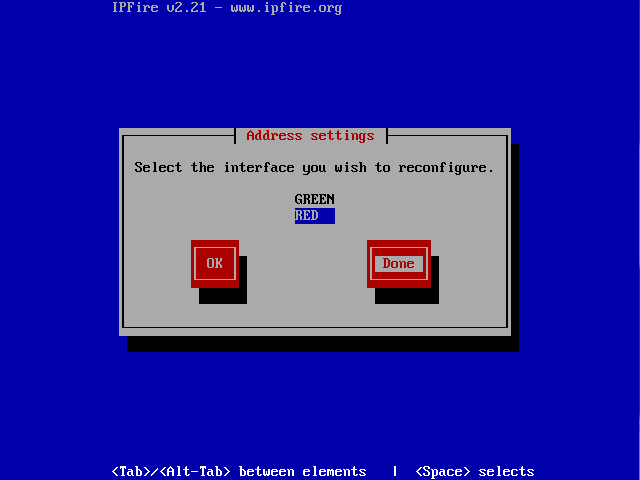 IPFire v2.21 - www.ipfire.org
Address settings
Select the interface you wish to reconfigure.
GREEN
RED
OK Done
<Tab>/<Alt-Tab> between elements | <Space> selects